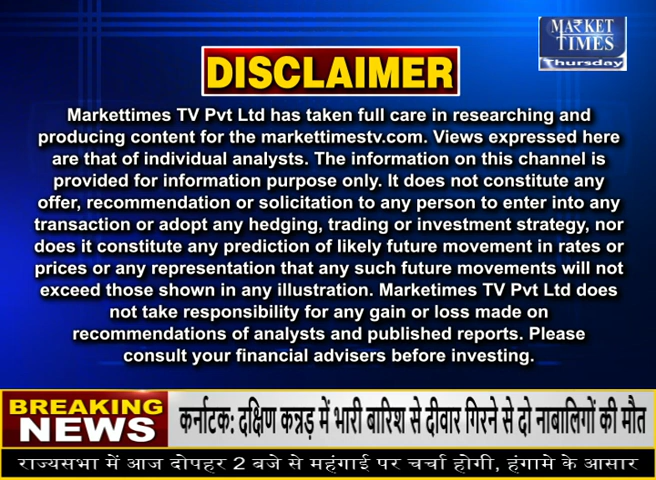 MARKET
TIMES
Thursday
DISCLAIMER
Markettimes TV Pvt Ltd has taken full care in researching and
producing content for the markettimestv.com. Views expressed here
are that of individual analysts. The information on this channel is
provided for information purpose only. It does not constitute any
offer, recommendation or solicitation to any person to enter into any
transaction or adopt any hedging, trading or investment strategy, nor
does it constitute any prediction of likely future movement in rates or
prices or any representation that any such future movements will not
exceed those shown in any illustration. Marketimes TV Pvt Ltd does
not take responsibility for any gain or loss made on
recommendations of analysts and published reports. Please
consult your financial advisers before investing.
BREAKING
NEWS
कर्नाटक: दक्षिण कन्नड़ में भारी बारिश से दीवार गिरने से दो नाबालिगों की मौत
राज्यसभा में आज दोपहर 2 बजे से महंगाई पर चर्चा होगी, हंगामे के आसार